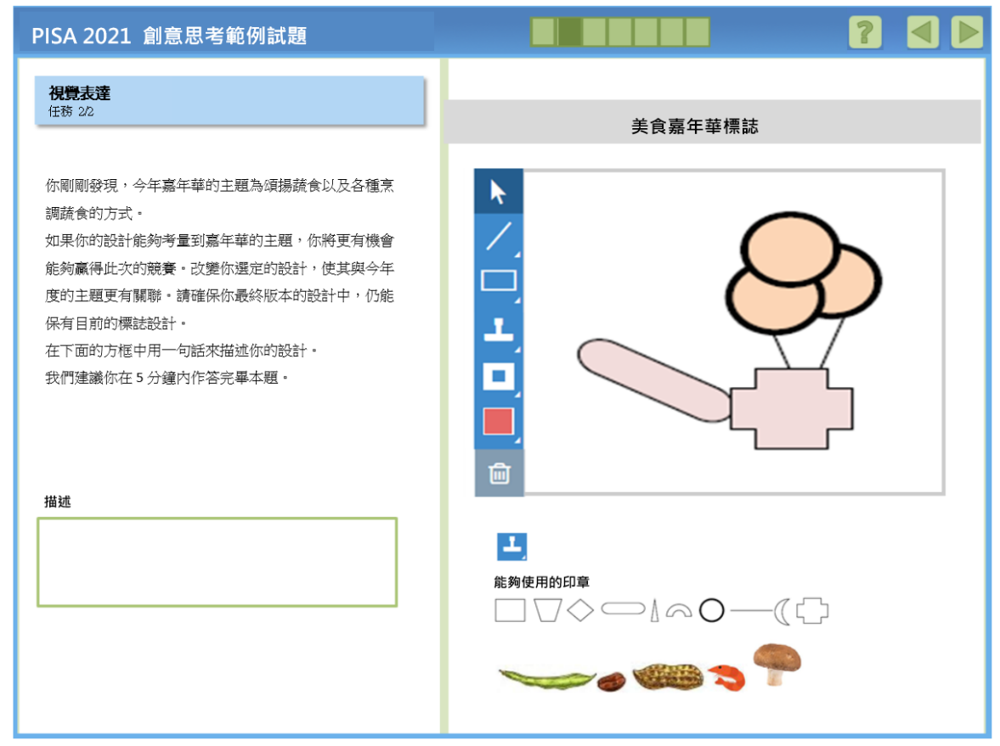 PISA 2021 創意思考範例試題
?
視覺表達
任務 2/2
美食嘉年華標誌
你剛剛發現，今年嘉年華的主題為頌揚蔬食以及各種烹
調蔬食的方式。
如果你的設計能夠考量到嘉年華的主題，你將更有機會
能夠贏得此次的競賽。改變你選定的設計，使其與今年
度的主題更有關聯。請確保你最終版本的設計中，仍能
保有目前的標誌設計。
在下面的方框中用一句話來描述你的設計。
我們建議你在 5 分鐘內作答完畢本題。
描述
能夠使用的印章